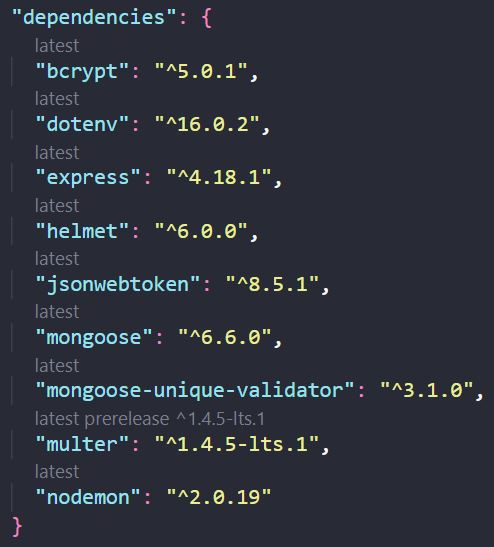 "dependencies": {
latest
"bcrypt": "^5.0.1",
latest
"dotenv": "^16.0.2",
latest
"express": "^4.18.1",
latest
"helmet": "^6.0.0",
latest
"jsonwebtoken": "^8.5.1",
latest
"mongoose": "^6.6.0",
latest
"mongoose-unique-validator": "^3.1.0",
latest prerelease ^1.4.5-lts.1
"multer": "^1.4.5-lts.1",
latest
"nodemon": "^2.0.19"
}